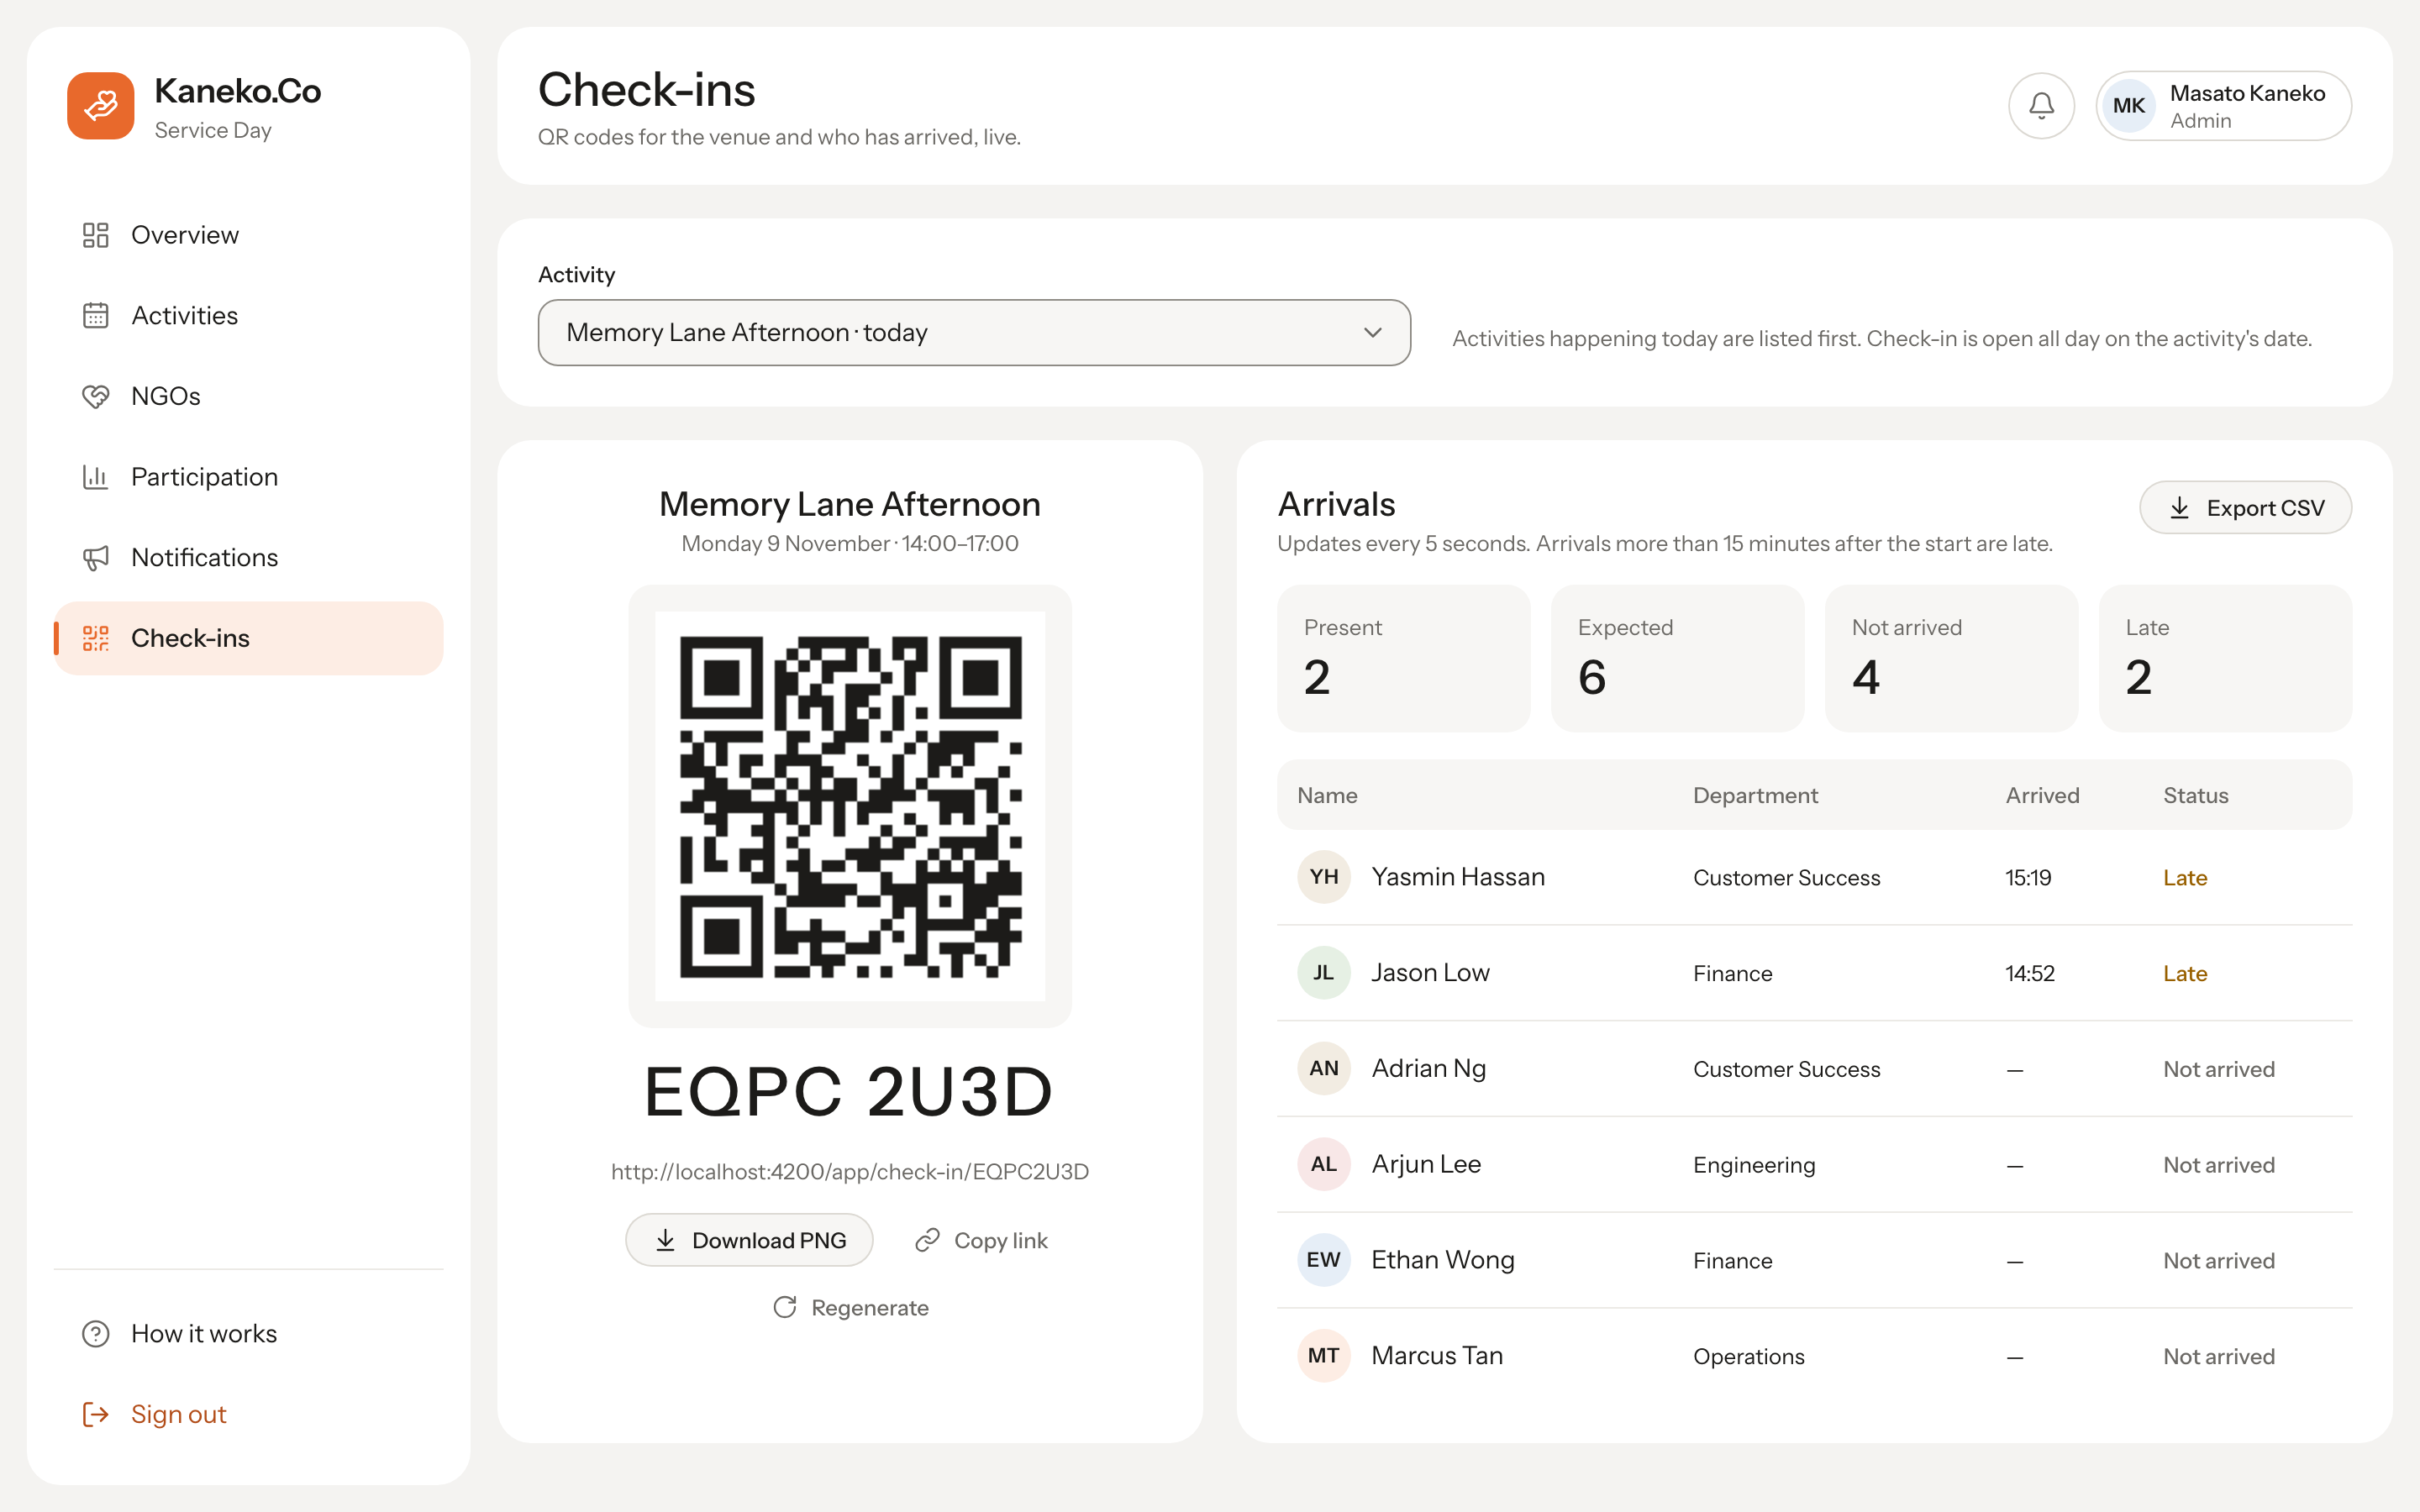 Kaneko.Co
Service Day
Overview
Activities
NGOs
Participation
Notifications
Check-ins
How it works
Sign out
Check-ins
QR codes for the venue and who has arrived, live.
MK
Masato Kaneko
Admin
Activity
Memory Lane Afternoon · today
Activities happening today are listed first. Check-in is open all day on the activity's date.
Memory Lane Afternoon
Monday 9 November · 14:00–17:00
EQPC 2U3D
http://localhost:4200/app/check-in/EQPC2U3D
Download PNG
Copy link
Regenerate
Arrivals
Updates every 5 seconds. Arrivals more than 15 minutes after the start are late.
Export CSV
Present
2
Expected
6
Not arrived
4
Late
2
Name Department Arrived Status
YH Yasmin Hassan Customer Success 15:19 Late
JL Jason Low Finance 14:52 Late
AN Adrian Ng Customer Success — Not arrived
AL Arjun Lee Engineering — Not arrived
EW Ethan Wong Finance — Not arrived
MT Marcus Tan Operations — Not arrived